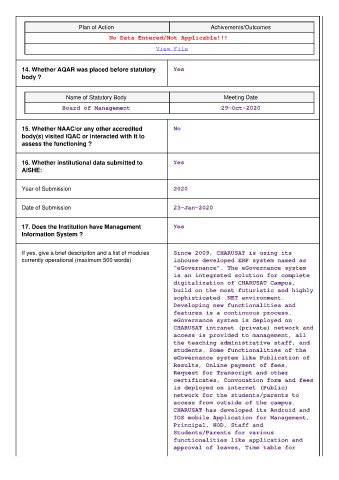 Plan of Action
Achivements/Outcomes
No Data Entered/Not Applicable!!!
View File
14. Whether AQAR was placed before statutory
body ?
Yes
Name of Statutory Body
Meeting Date
Board of Management
29-Oct-2020
15. Whether NAAC/or any other accredited
body(s) visited IQAC or interacted with it to
assess the functioning ?
No
16. Whether institutional data submitted to
AISHE:
Yes
Year of Submission
2020
Date of Submission
23-Jan-2020
17. Does the Institution have Management
Information System ?
Yes
If yes, give a brief descripiton and a list of modules
currently operational (maximum 500 words)
Since 2009, CHARUSAT is using its
inhouse developed ERP system named as
"eGovernance". The eGovernance system
is an integrated solution for complete
digitalization of CHARUSAT Campus,
build on the most futuristic and highly
sophisticated .NET environment.
Developing new functionalities and
features is a continuous process.
eGovernance system is deployed on
CHARUSAT intranet (private) network and
access is provided to management, all
the teaching administrative staff, and
students. Some functionalities of the
eGovernance system like Publication of
Results, Online payment of fees,
Request for Transcript and other
certificates, Convocation form and fees
is deployed on internet (Public)
network for the students/parents to
access from outside of the campus.
CHARUSAT has developed its Android and
IOS mobile Application for Management,
Principal, HOD, Staff and
Students/Parents for various
functionalities like application and
approval of leaves, Time table for